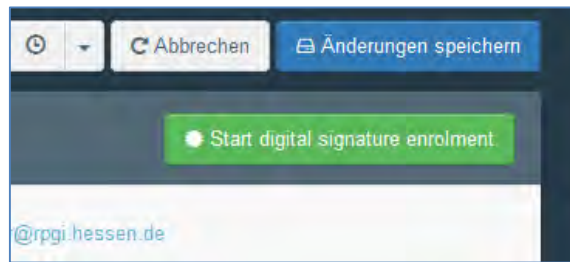 Abbrechen Änderungen speichern
Start digital signature enrolment
r@rpgi.hessen.de